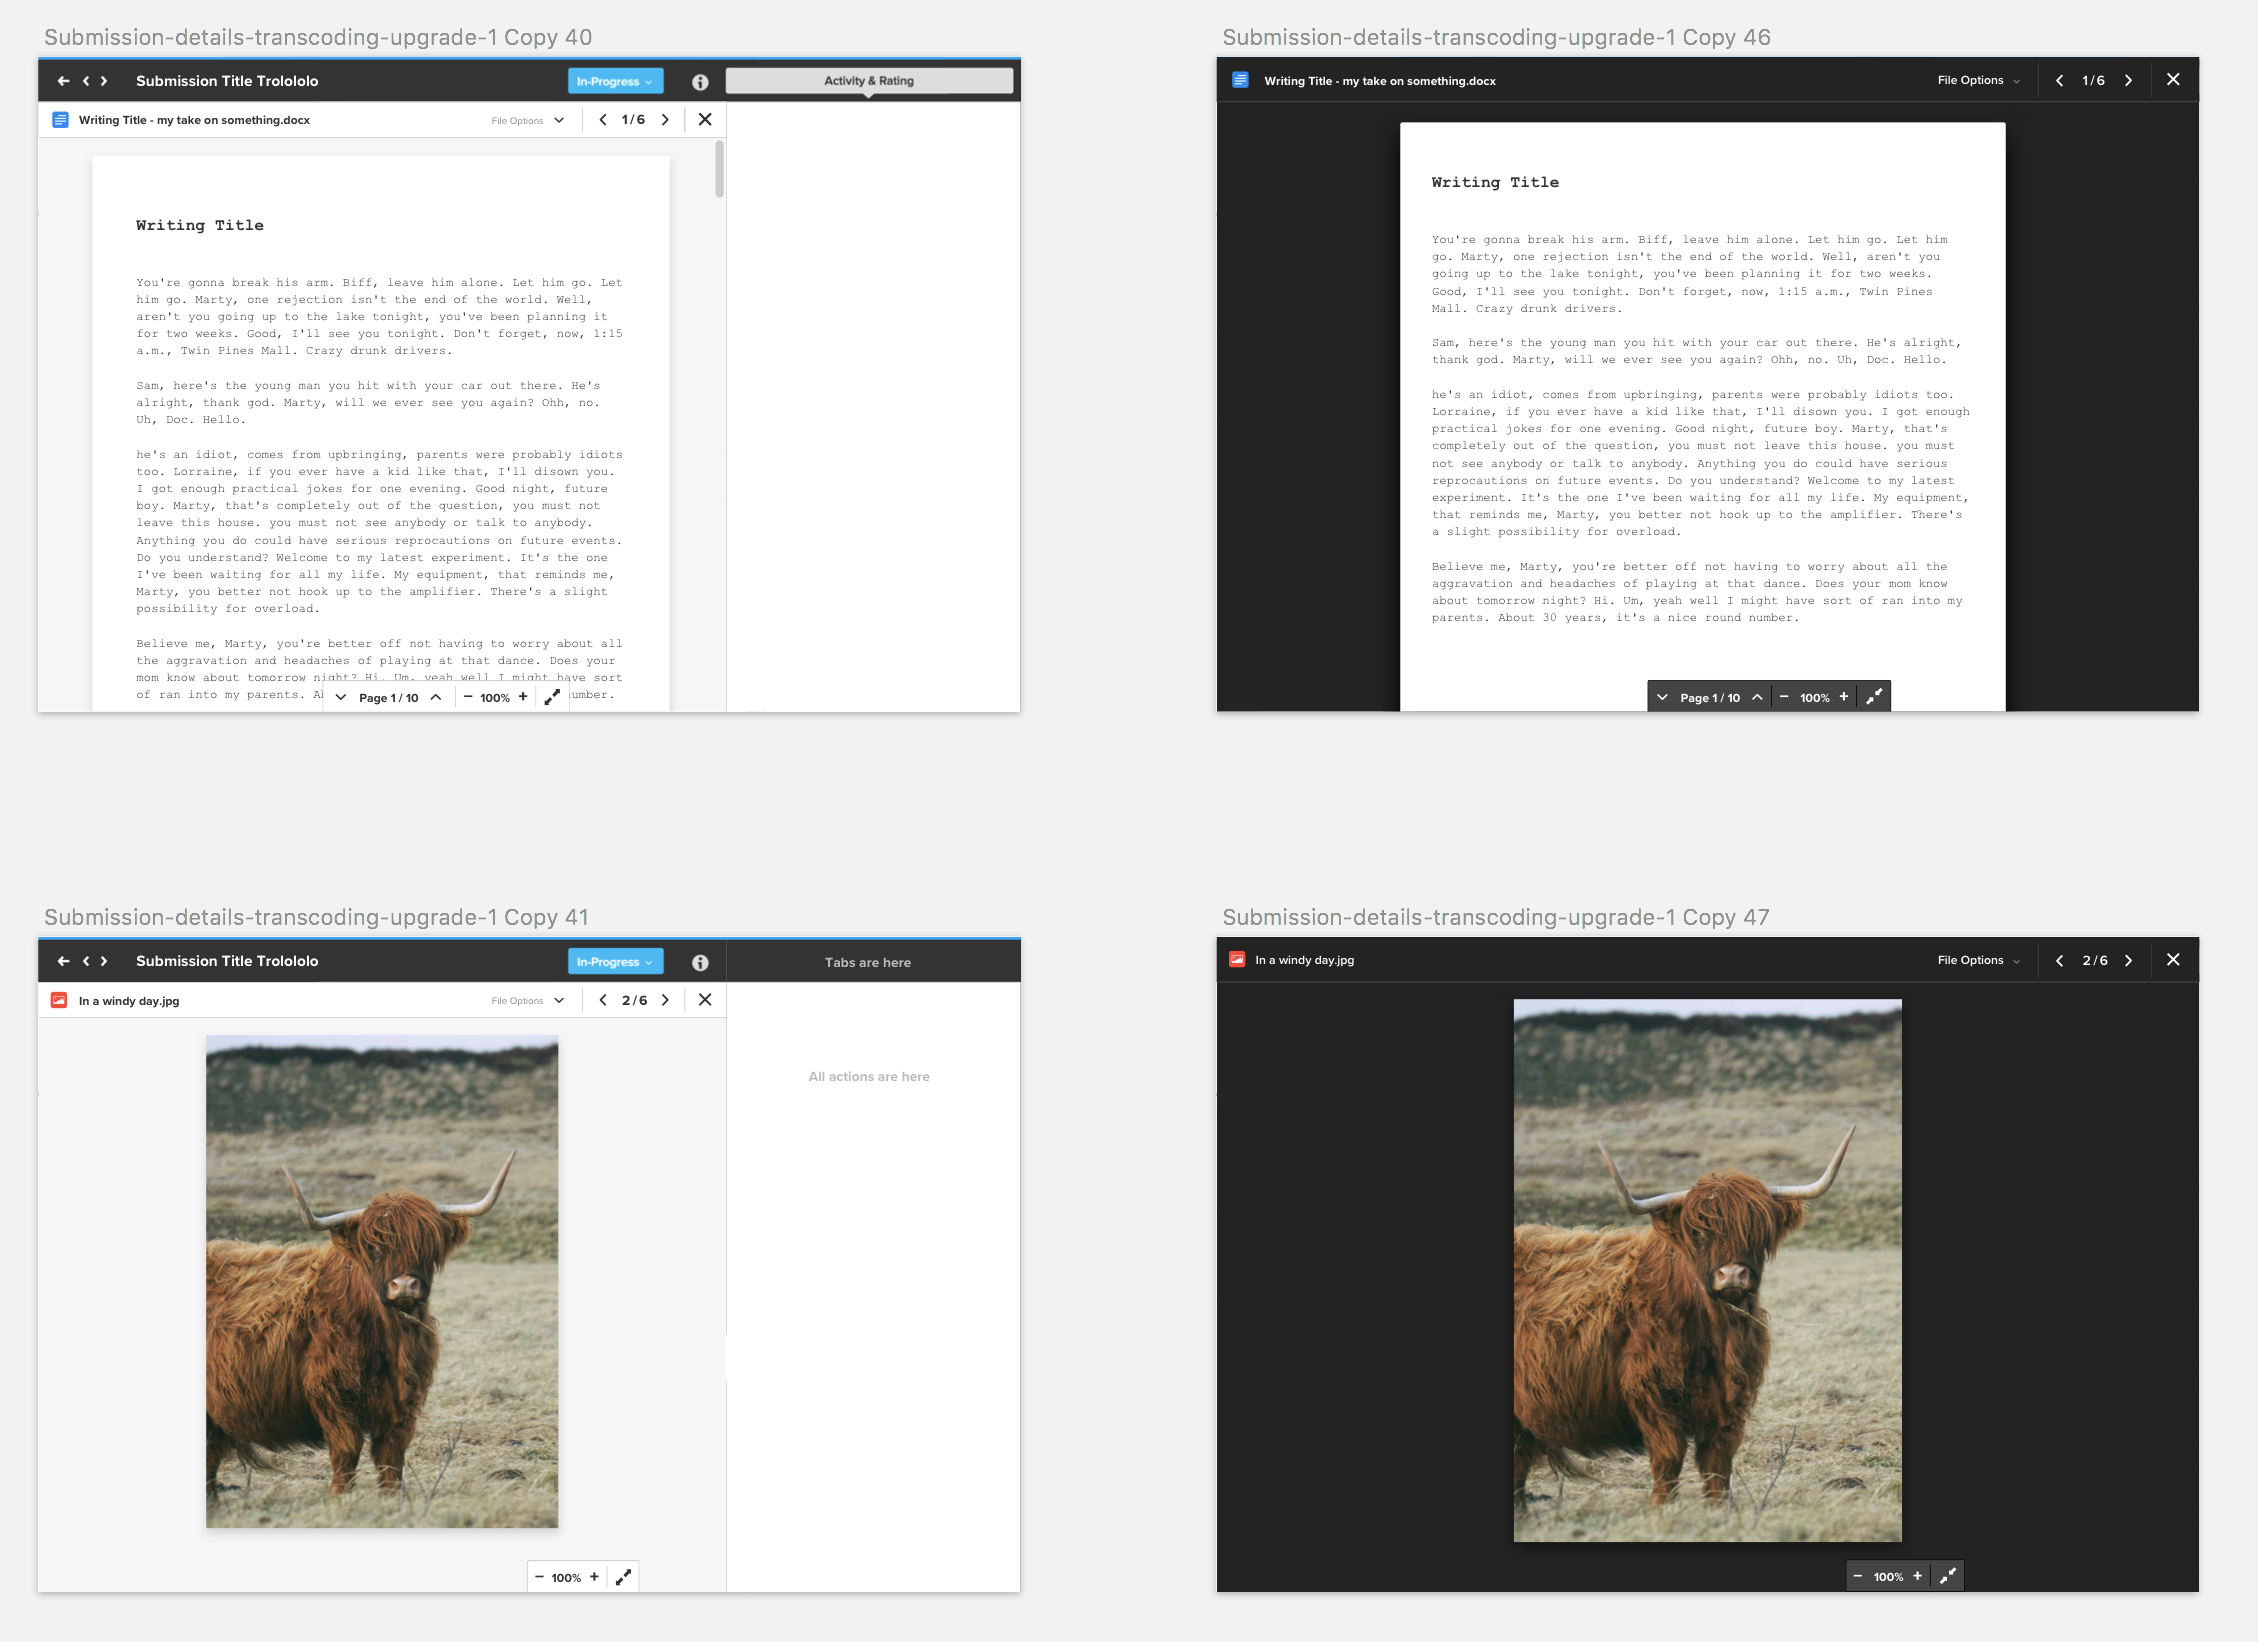 Submission-details-transcoding-upgrade-1 Copy 40
Submission Title Trolololo
In-Progress
Activity & Rating
Writing Title - my take on something.docx
File Options
1/6
Writing Title
You're gonna break his arm. Biff, leave him alone. Let him go. Let
him go. Marty, one rejection isn't the end of the world. Well,
aren't you going up to the lake tonight, you've been planning it
for two weeks. Good, I'll see you tonight. Don't forget, now, 1:15
a.m., Twin Pines Mall. Crazy drunk drivers.
Sam, here's the young man you hit with your car out there. He's
alright, thank god. Marty, will we ever see you again? Ohh, no.
Uh, Doc. Hello.
he's an idiot, comes from upbringing, parents were probably idiots
too. Lorraine, if you ever have a kid like that, I'll disown you.
I got enough practical jokes for one evening. Good night, future
boy. Marty, that's completely out of the question, you must not
leave this house. you must not see anybody or talk to anybody.
Anything you do could have serious reprocautions on future events.
Do you understand? Welcome to my latest experiment. It's the one
I've been waiting for all my life. My equipment, that reminds me,
Marty, you better not hook up to the amplifier. There's a slight
possibility for overload.
Believe me, Marty, you're better off not having to worry about all
the aggravation and headaches of playing at that dance. Does your
mom know about tomorrow night? Hi. Um, yeah well I might have sort
of ran into my parents. umber.
Page 1 / 10
100%
Submission-details-transcoding-upgrade-1 Copy 46
Writing Title - my take on something.docx
File Options
1/6
Writing Title
You're gonna break his arm. Biff, leave him alone. Let him go. Let him
go. Marty, one rejection isn't the end of the world. Well, aren't you
going up to the lake tonight, you've been planning it for two weeks.
Good, I'll see you tonight. Don't forget, now, 1:15 a.m., Twin Pines
Mall. Crazy drunk drivers.
Sam, here's the young man you hit with your car out there. He's alright,
thank god. Marty, will we ever see you again? Ohh, no. Uh, Doc. Hello.
he's an idiot, comes from upbringing, parents were probably idiots too.
Lorraine, if you ever have a kid like that, I'll disown you. I got enough
practical jokes for one evening. Good night, future boy. Marty, that's
completely out of the question, you must not leave this house. you must
not see anybody or talk to anybody. Anything you do could have serious
reprocautions on future events. Do you understand? Welcome to my latest
experiment. It's the one I've been waiting for all my life. My equipment,
that reminds me, Marty, you better not hook up to the amplifier. There's
a slight possibility for overload.
Believe me, Marty, you're better off not having to worry about all the
aggravation and headaches of playing at that dance. Does your mom know
about tomorrow night? Hi. Um, yeah well I might have sort of ran into my
parents. About 30 years, it's a nice round number.
Page 1 / 10
100%
Submission-details-transcoding-upgrade-1 Copy 41
Submission Title Trolololo
In-Progress
Tabs are here
In a windy day.jpg
File Options
2/6
All actions are here
100%
Submission-details-transcoding-upgrade-1 Copy 47
In a windy day.jpg
File Options
2/6
100%